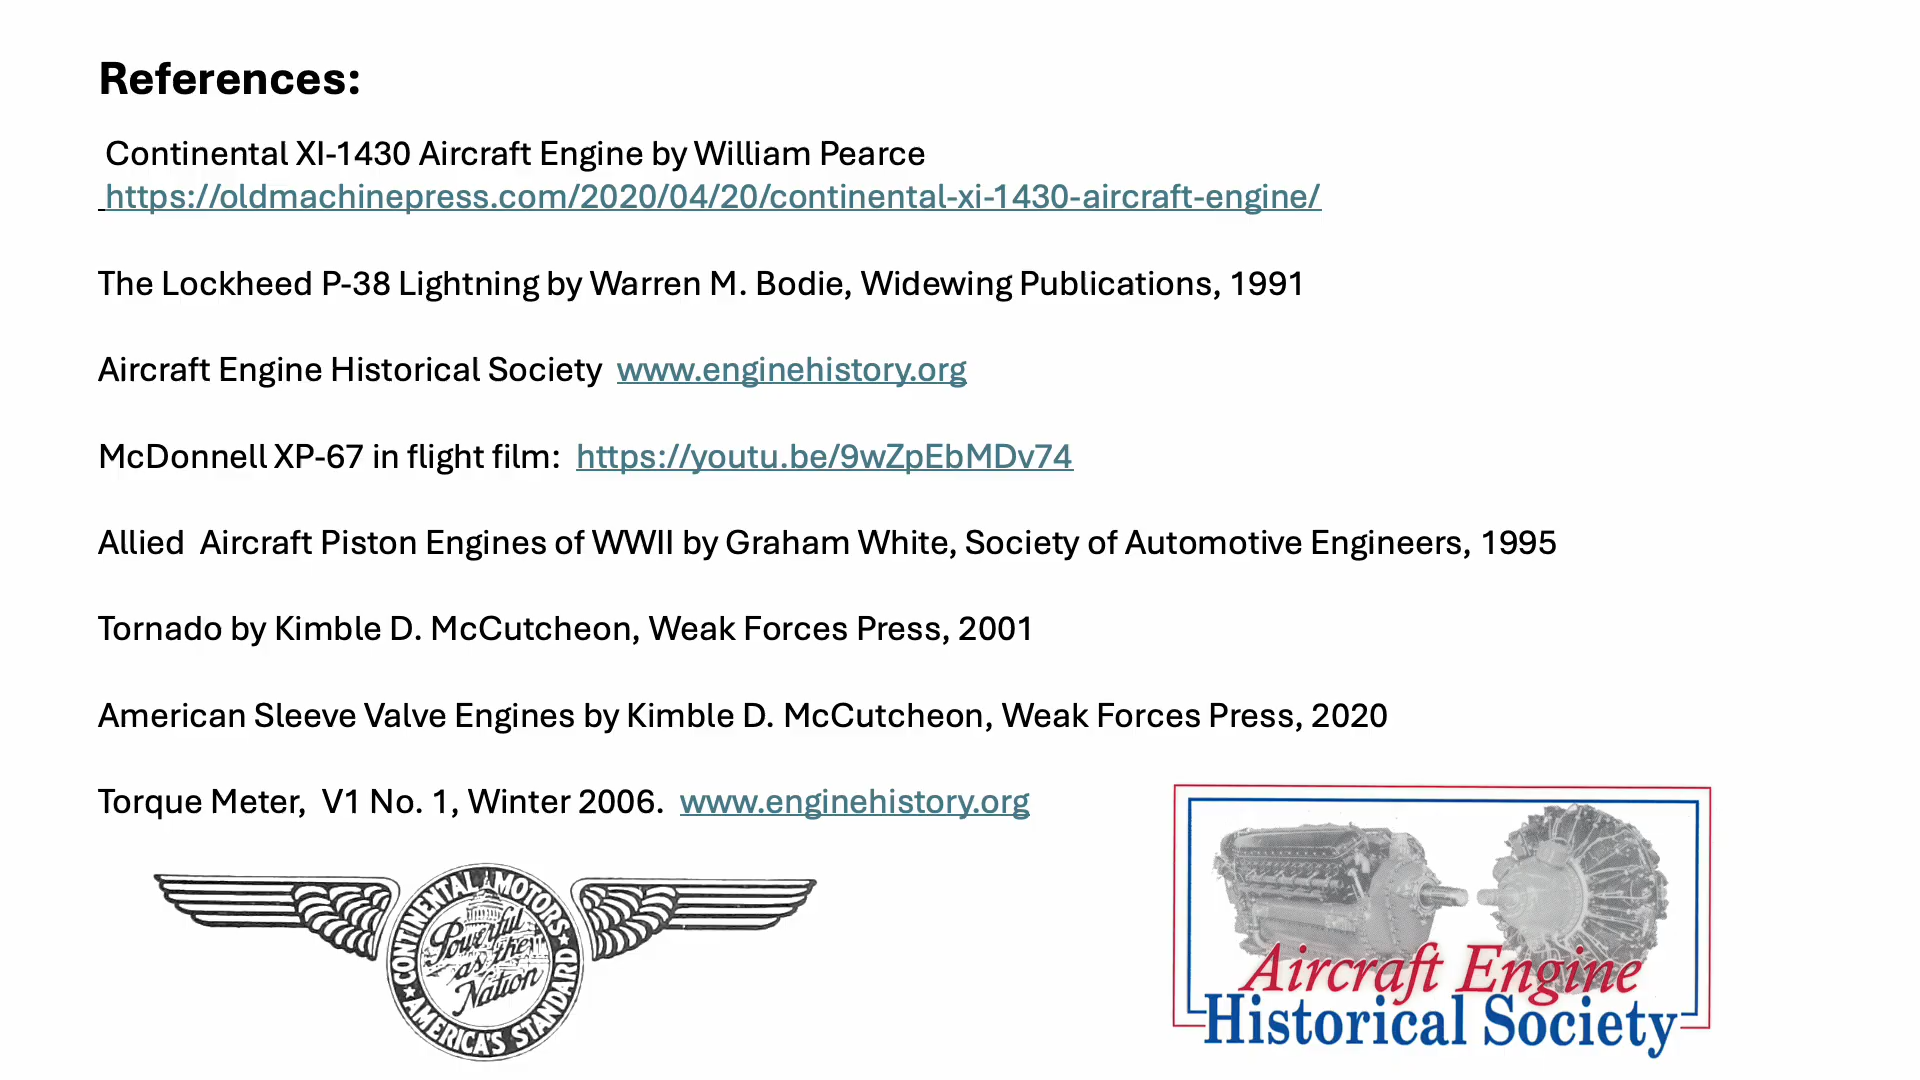 References:
Continental XI-1430 Aircraft Engine by William Pearce
https://oldmachinepress.com/2020/04/20/continental-xi-1430-aircraft-engine/
The Lockheed P-38 Lightning by Warren M. Bodie, Widewing Publications, 1991
Aircraft Engine Historical Society  www.enginehistory.org
McDonnell XP-67 in flight film:  https://youtu.be/9wZpEbMDv74
Allied  Aircraft Piston Engines of WWII by Graham White, Society of Automotive Engineers, 1995
Tornado by Kimble D. McCutcheon, Weak Forces Press, 2001
American Sleeve Valve Engines by Kimble D. McCutcheon, Weak Forces Press, 2020
Torque Meter,  V1 No. 1, Winter 2006.  www.enginehistory.org
CONTINENTAL MOTORS
Powerful
as the
Nation
AMERICA'S STANDARD
Aircraft Engine
Historical Society